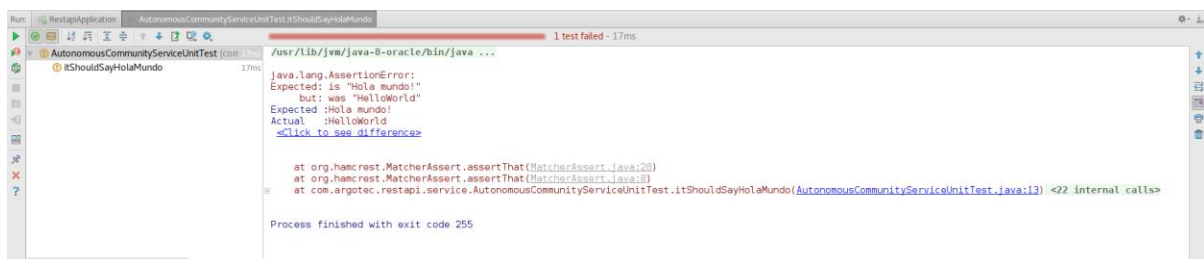 Run: RestapiApplication AutonomousCommunityServiceUnitTest.itShouldSayHolaMundo
1 test failed - 17ms
AutonomousCommunityServiceUnitTest (com 17ms
itShouldSayHolaMundo 17ms
/usr/lib/jvm/java-8-oracle/bin/java ...
java.lang.AssertionError:
Expected: is "Hola mundo!"
but: was "HelloWorld"
Expected :Hola mundo!
Actual :HelloWorld
<Click to see difference>
at org.hamcrest.MatcherAssert.assertThat(MatcherAssert.java:20)
at org.hamcrest.MatcherAssert.assertThat(MatcherAssert.java:8)
at com.argotec.restapi.service.AutonomousCommunityServiceUnitTest.itShouldSayHolaMundo(AutonomousCommunityServiceUnitTest.java:13) <22 internal calls>
Process finished with exit code 255